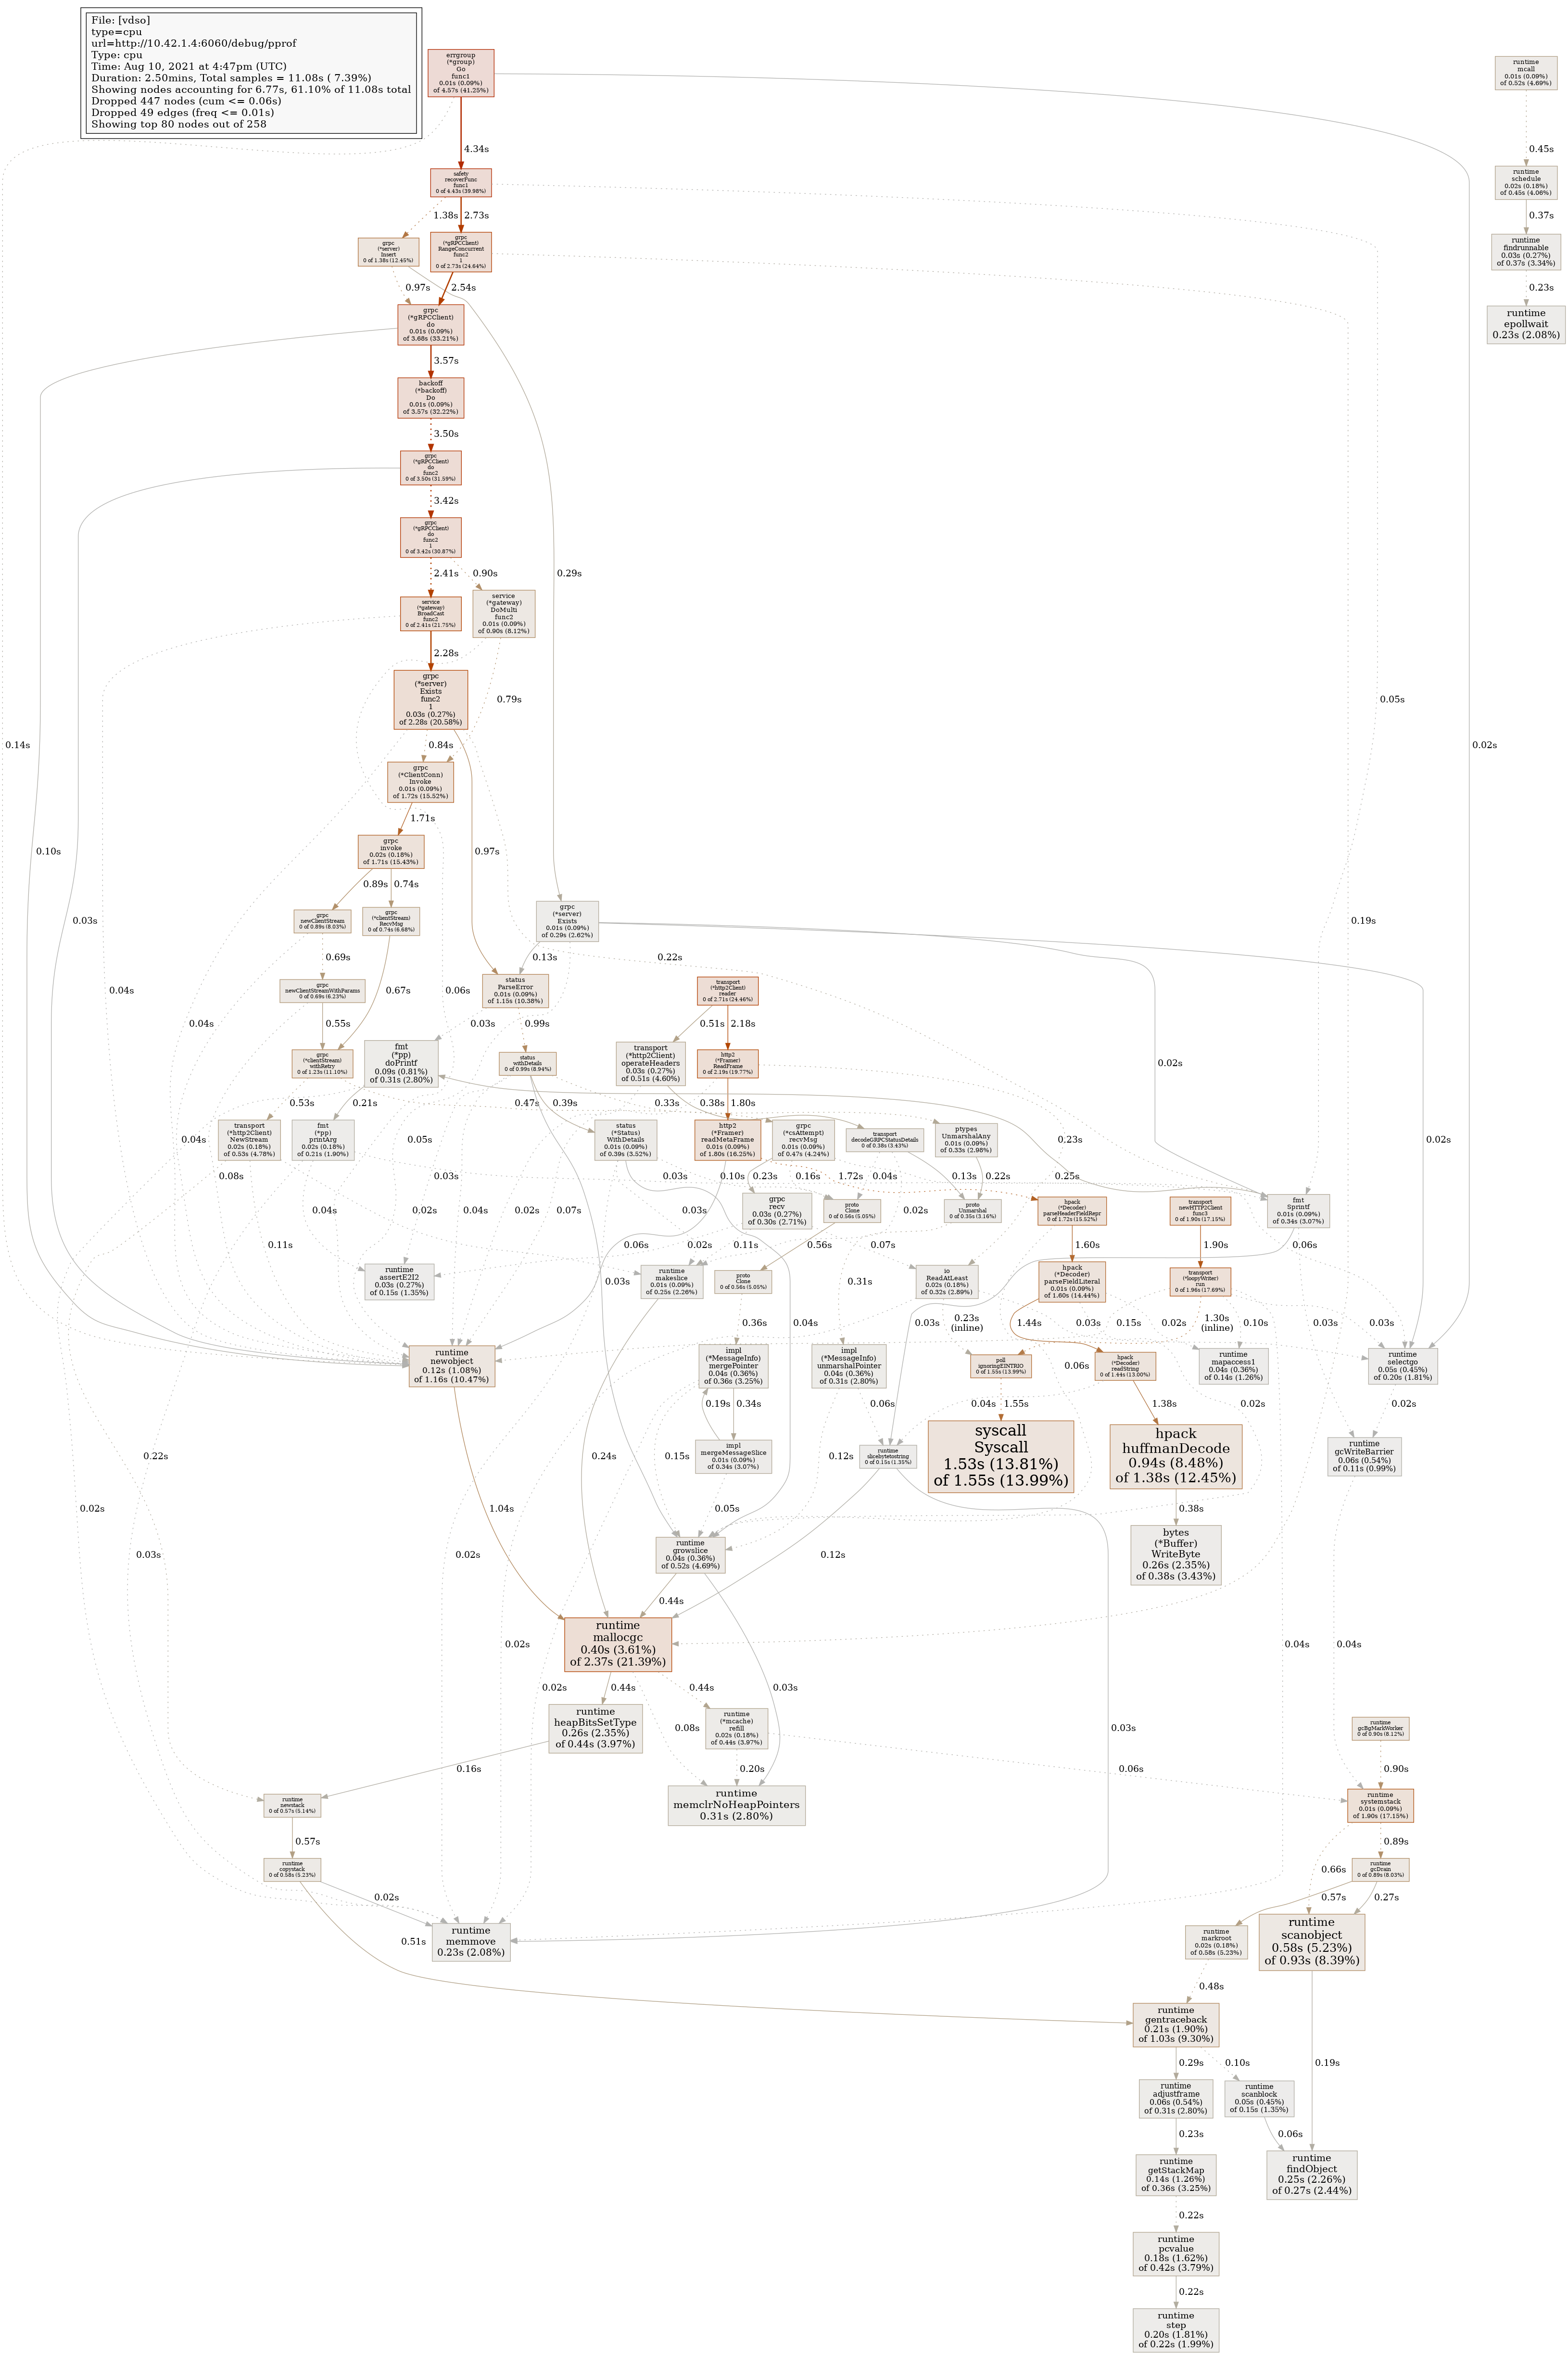 File: [vdso]
type=cpu
url=http://10.42.1.4:6060/debug/pprof
Type: cpu
Time: Aug 10, 2021 at 4:47pm (UTC)
Duration: 2.50mins, Total samples = 11.08s ( 7.39%)
Showing nodes accounting for 6.77s, 61.10% of 11.08s total
Dropped 447 nodes (cum <= 0.06s)
Dropped 49 edges (freq <= 0.01s)
Showing top 80 nodes out of 258
errgroup
(*group)
Go
func1
0.01s (0.09%)
of 4.57s (41.25%)
runtime
mcall
0.01s (0.09%)
of 0.52s (4.69%)
4.34s
0.45s
safety
recoverFunc
func1
0 of 4.43s (39.98%)
runtime
schedule
0.02s (0.18%)
of 0.45s (4.06%)
1.38s
2.73s
0.37s
grpc
(*server)
Insert
0 of 1.38s (12.45%)
grpc
(*gRPCClient)
RangeConcurrent
func2
1
0 of 2.73s (24.64%)
runtime
findrunnable
0.03s (0.27%)
of 0.37s (3.34%)
0.97s
2.54s
0.23s
grpc
(*gRPCClient)
do
0.01s (0.09%)
of 3.68s (33.21%)
runtime
epollwait
0.23s (2.08%)
3.57s
backoff
(*backoff)
Do
0.01s (0.09%)
of 3.57s (32.22%)
3.50s
grpc
(*gRPCClient)
do
func2
0 of 3.50s (31.59%)
3.42s
grpc
(*gRPCClient)
do
func2
1
0 of 3.42s (30.87%)
2.41s
0.90s
0.29s
service
(*gateway)
BroadCast
func2
0 of 2.41s (21.75%)
service
(*gateway)
DoMulti
func2
0.01s (0.09%)
of 0.90s (8.12%)
2.28s
grpc
(*server)
Exists
func2
1
0.03s (0.27%)
of 2.28s (20.58%)
0.79s
0.05s
0.14s
0.84s
0.02s
grpc
(*ClientConn)
Invoke
0.01s (0.09%)
of 1.72s (15.52%)
1.71s
0.10s
grpc
invoke
0.02s (0.18%)
of 1.71s (15.43%)
0.97s
0.89s
0.74s
0.03s
grpc
newClientStream
0 of 0.89s (8.03%)
grpc
(*clientStream)
RecvMsg
0 of 0.74s (6.68%)
grpc
(*server)
Exists
0.01s (0.09%)
of 0.29s (2.62%)
0.19s
0.69s
0.13s
0.22s
grpc
newClientStreamWithParams
0 of 0.69s (6.23%)
0.04s
0.67s
0.06s
status
ParseError
0.01s (0.09%)
of 1.15s (10.38%)
transport
(*http2Client)
reader
0 of 2.71s (24.46%)
0.04s
0.55s
0.03s
0.99s
0.51s
2.18s
grpc
(*clientStream)
withRetry
0 of 1.23s (11.10%)
fmt
(*pp)
doPrintf
0.09s (0.81%)
of 0.31s (2.80%)
status
withDetails
0 of 0.99s (8.94%)
transport
(*http2Client)
operateHeaders
0.03s (0.27%)
of 0.51s (4.60%)
http2
(*Framer)
ReadFrame
0 of 2.19s (19.77%)
0.02s
0.53s
0.21s
0.47s
0.39s
0.33s
0.38s
1.80s
0.04s
transport
(*http2Client)
NewStream
0.02s (0.18%)
of 0.53s (4.78%)
fmt
(*pp)
printArg
0.02s (0.18%)
of 0.21s (1.90%)
0.05s
status
(*Status)
WithDetails
0.01s (0.09%)
of 0.39s (3.52%)
http2
(*Framer)
readMetaFrame
0.01s (0.09%)
of 1.80s (16.25%)
grpc
(*csAttempt)
recvMsg
0.01s (0.09%)
of 0.47s (4.24%)
transport
decodeGRPCStatusDetails
0 of 0.38s (3.43%)
ptypes
UnmarshalAny
0.01s (0.09%)
of 0.33s (2.98%)
0.23s
0.02s
0.08s
0.03s
0.03s
0.10s
0.23s
0.16s
1.72s
0.04s
0.13s
0.22s
0.25s
grpc
recv
0.03s (0.27%)
of 0.30s (2.71%)
proto
Clone
0 of 0.56s (5.05%)
proto
Unmarshal
0 of 0.35s (3.16%)
hpack
(*Decoder)
parseHeaderFieldRepr
0 of 1.72s (15.52%)
transport
newHTTP2Client
func3
0 of 1.90s (17.15%)
fmt
Sprintf
0.01s (0.09%)
of 0.34s (3.07%)
0.04s
0.02s
0.04s
0.02s
0.07s
0.03s
0.02s
0.11s
0.06s
0.02s
0.11s
0.56s
0.07s
1.60s
1.90s
0.06s
runtime
assertE2I2
0.03s (0.27%)
of 0.15s (1.35%)
0.03s
runtime
makeslice
0.01s (0.09%)
of 0.25s (2.26%)
proto
Clone
0 of 0.56s (5.05%)
0.31s
io
ReadAtLeast
0.02s (0.18%)
of 0.32s (2.89%)
hpack
(*Decoder)
parseFieldLiteral
0.01s (0.09%)
of 1.60s (14.44%)
transport
(*loopyWriter)
run
0 of 1.96s (17.69%)
0.36s
0.04s
0.03s
0.23s
(inline)
1.44s
0.03s
0.15s
0.02s
1.30s
(inline)
0.10s
0.03s
0.03s
runtime
newobject
0.12s (1.08%)
of 1.16s (10.47%)
impl
(*MessageInfo)
mergePointer
0.04s (0.36%)
of 0.36s (3.25%)
impl
(*MessageInfo)
unmarshalPointer
0.04s (0.36%)
of 0.31s (2.80%)
poll
ignoringEINTRIO
0 of 1.55s (13.99%)
0.06s
hpack
(*Decoder)
readString
0 of 1.44s (13.00%)
runtime
mapaccess1
0.04s (0.36%)
of 0.14s (1.26%)
runtime
selectgo
0.05s (0.45%)
of 0.20s (1.81%)
0.19s
0.34s
0.06s
1.55s
0.04s
1.38s
0.02s
0.02s
0.22s
0.24s
0.15s
impl
mergeMessageSlice
0.01s (0.09%)
of 0.34s (3.07%)
0.12s
runtime
slicebytetostring
0 of 0.15s (1.35%)
syscall
Syscall
1.53s (13.81%)
of 1.55s (13.99%)
hpack
huffmanDecode
0.94s (8.48%)
of 1.38s (12.45%)
runtime
gcWriteBarrier
0.06s (0.54%)
of 0.11s (0.99%)
0.02s
1.04s
0.05s
0.38s
0.03s
0.02s
runtime
growslice
0.04s (0.36%)
of 0.52s (4.69%)
0.12s
bytes
(*Buffer)
WriteByte
0.26s (2.35%)
of 0.38s (3.43%)
0.44s
0.02s
runtime
mallocgc
0.40s (3.61%)
of 2.37s (21.39%)
0.04s
0.04s
0.02s
0.44s
0.08s
0.44s
0.03s
0.03s
runtime
heapBitsSetType
0.26s (2.35%)
of 0.44s (3.97%)
runtime
(*mcache)
refill
0.02s (0.18%)
of 0.44s (3.97%)
runtime
gcBgMarkWorker
0 of 0.90s (8.12%)
0.16s
0.20s
0.06s
0.90s
runtime
newstack
0 of 0.57s (5.14%)
runtime
memclrNoHeapPointers
0.31s (2.80%)
runtime
systemstack
0.01s (0.09%)
of 1.90s (17.15%)
0.57s
0.66s
0.89s
runtime
copystack
0 of 0.58s (5.23%)
runtime
gcDrain
0 of 0.89s (8.03%)
0.02s
0.57s
0.27s
0.51s
runtime
memmove
0.23s (2.08%)
runtime
markroot
0.02s (0.18%)
of 0.58s (5.23%)
runtime
scanobject
0.58s (5.23%)
of 0.93s (8.39%)
0.48s
runtime
gentraceback
0.21s (1.90%)
of 1.03s (9.30%)
0.29s
0.10s
0.19s
runtime
adjustframe
0.06s (0.54%)
of 0.31s (2.80%)
runtime
scanblock
0.05s (0.45%)
of 0.15s (1.35%)
0.23s
0.06s
runtime
getStackMap
0.14s (1.26%)
of 0.36s (3.25%)
runtime
findObject
0.25s (2.26%)
of 0.27s (2.44%)
0.22s
runtime
pcvalue
0.18s (1.62%)
of 0.42s (3.79%)
0.22s
runtime
step
0.20s (1.81%)
of 0.22s (1.99%)